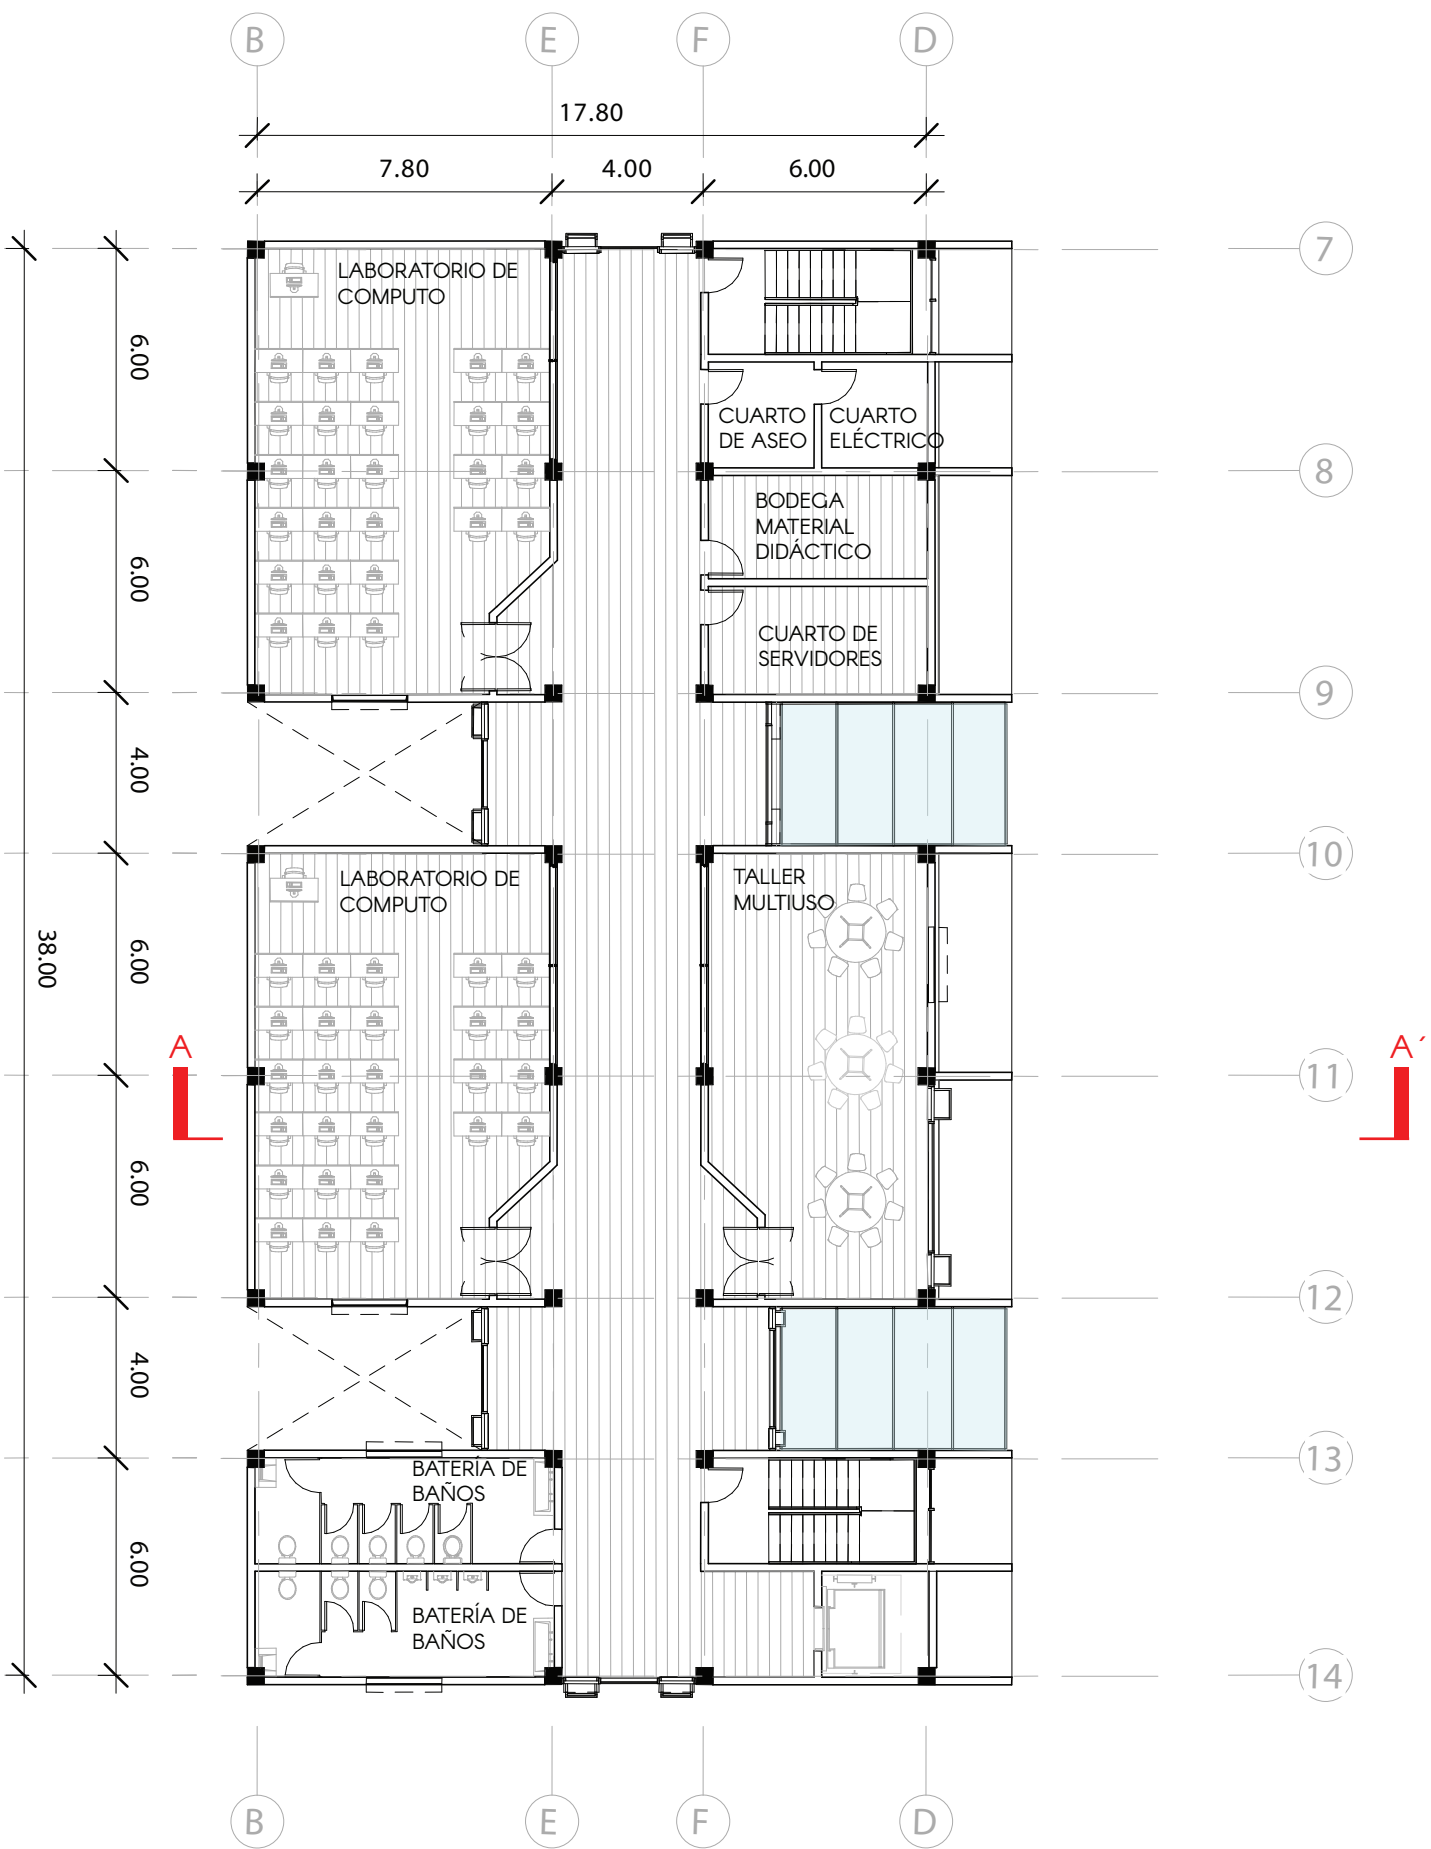 B E F D
17.80
7.80 4.00 6.00
7
LABORATORIO DE
COMPUTO
6.00
CUARTO
DE ASEO
CUARTO
ELÉCTRICO
8
BODEGA
MATERIAL
DIDÁCTICO
6.00
CUARTO DE
SERVIDORES
9
4.00
10
LABORATORIO DE
COMPUTO
TALLER
MULTIUSO
38.00
6.00
A A´
11
6.00
12
4.00
13
BATERÍA DE
BAÑOS
6.00
BATERÍA DE
BAÑOS
14
B E F D